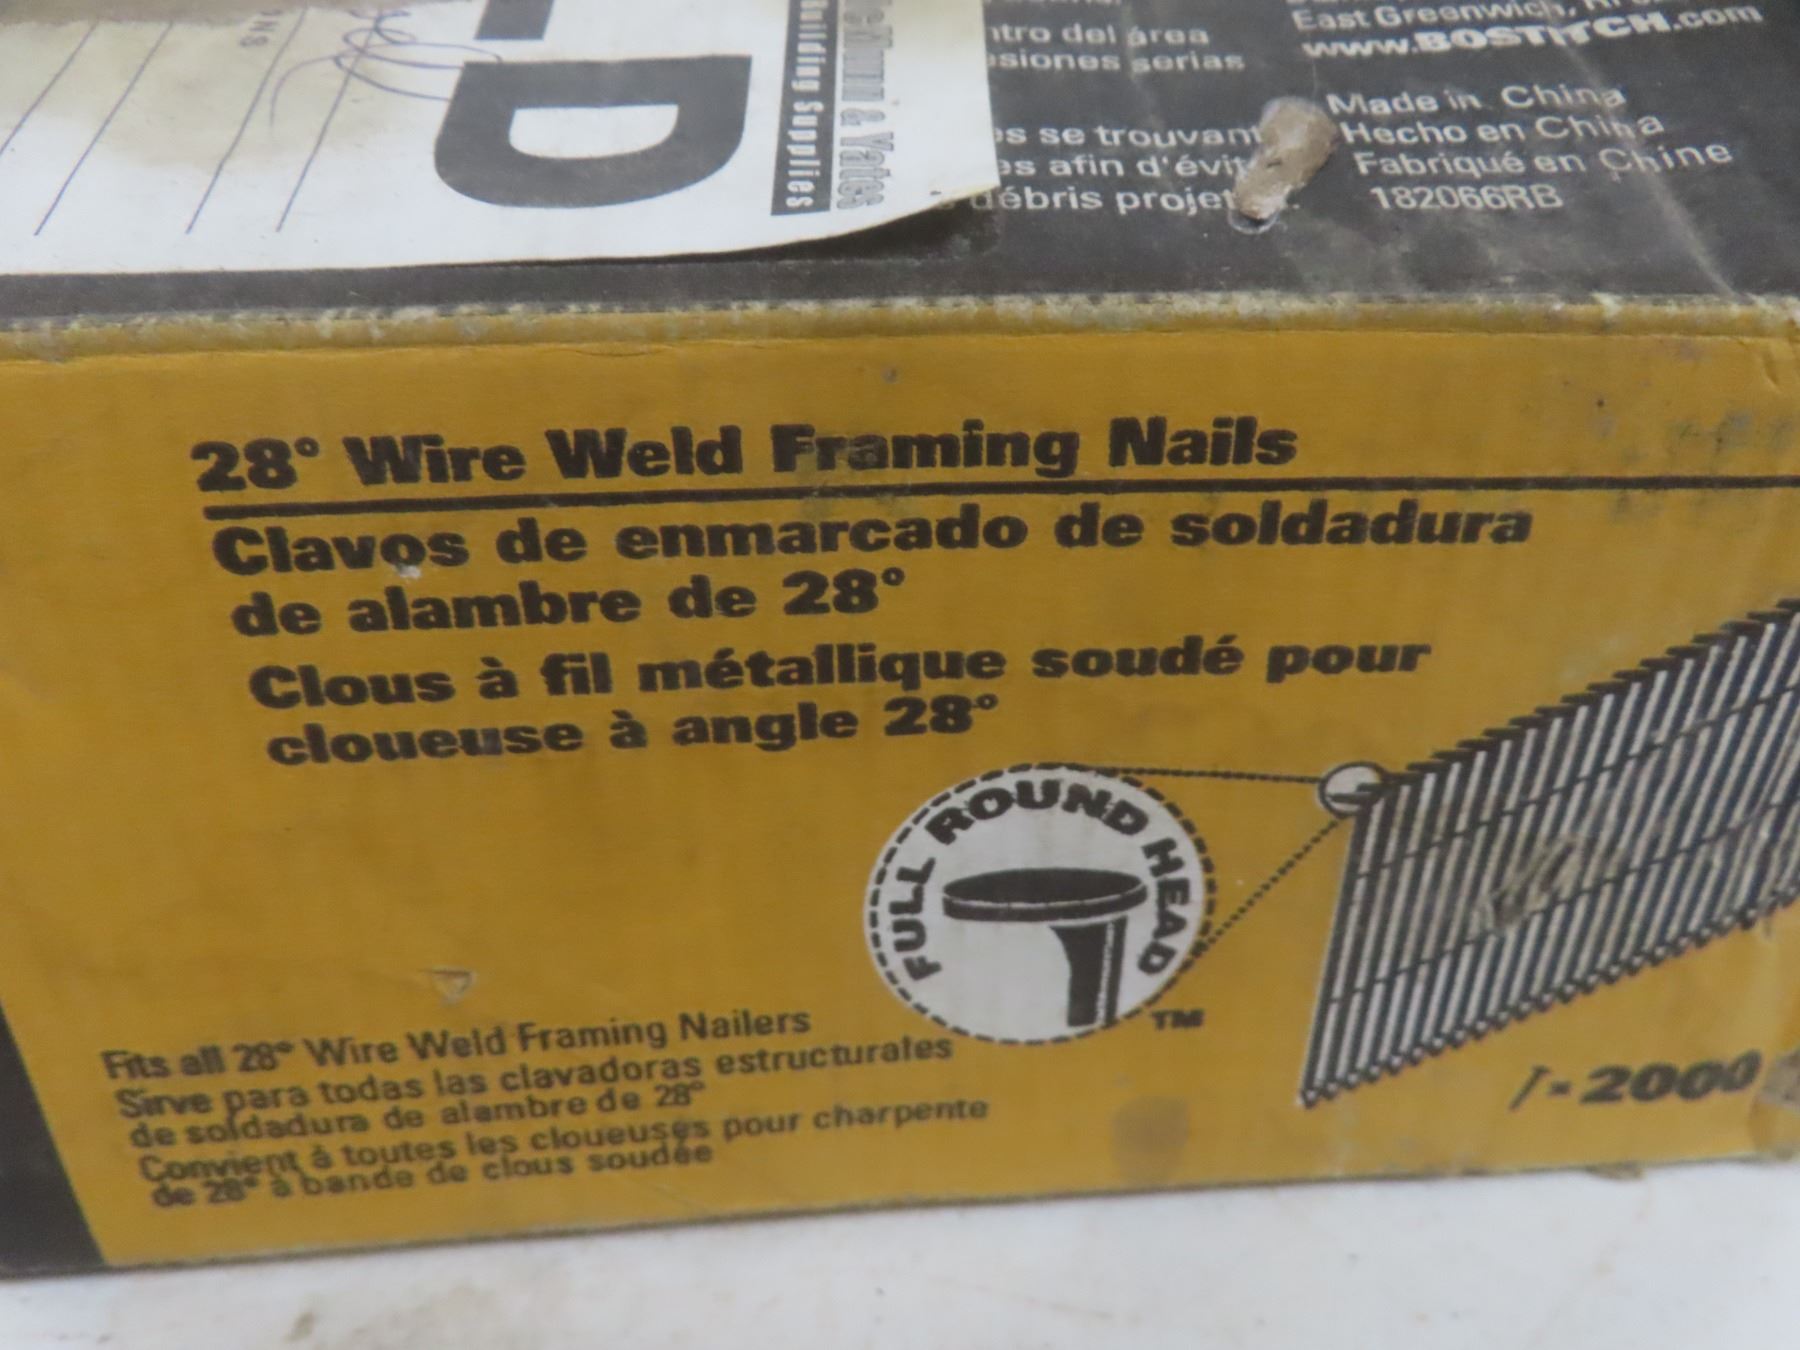 D
& Yates
Building Supplies
del área
siones serias
se trouvant
afin d'évit
débris projet
East Greenwich,
www.BOSTITCH.com
Made in China
Hecho en China
Fabriqué en Chine
182066RB
28° Wire Weld Framing Nails
Clavos de enmarcado de soldadura
de alambre de 28°
Clous à fil métallique soudé pour
cloueuse à angle 28°
FULL ROUND HEAD
TM
Fits all 28° Wire Weld Framing Nailers
Sirve para todas las clavadoras estructurales
de soldadura de alambre de 28°
Convient à toutes les cloueuses pour charpente
de 28° à bande de clous soudée
= 2000